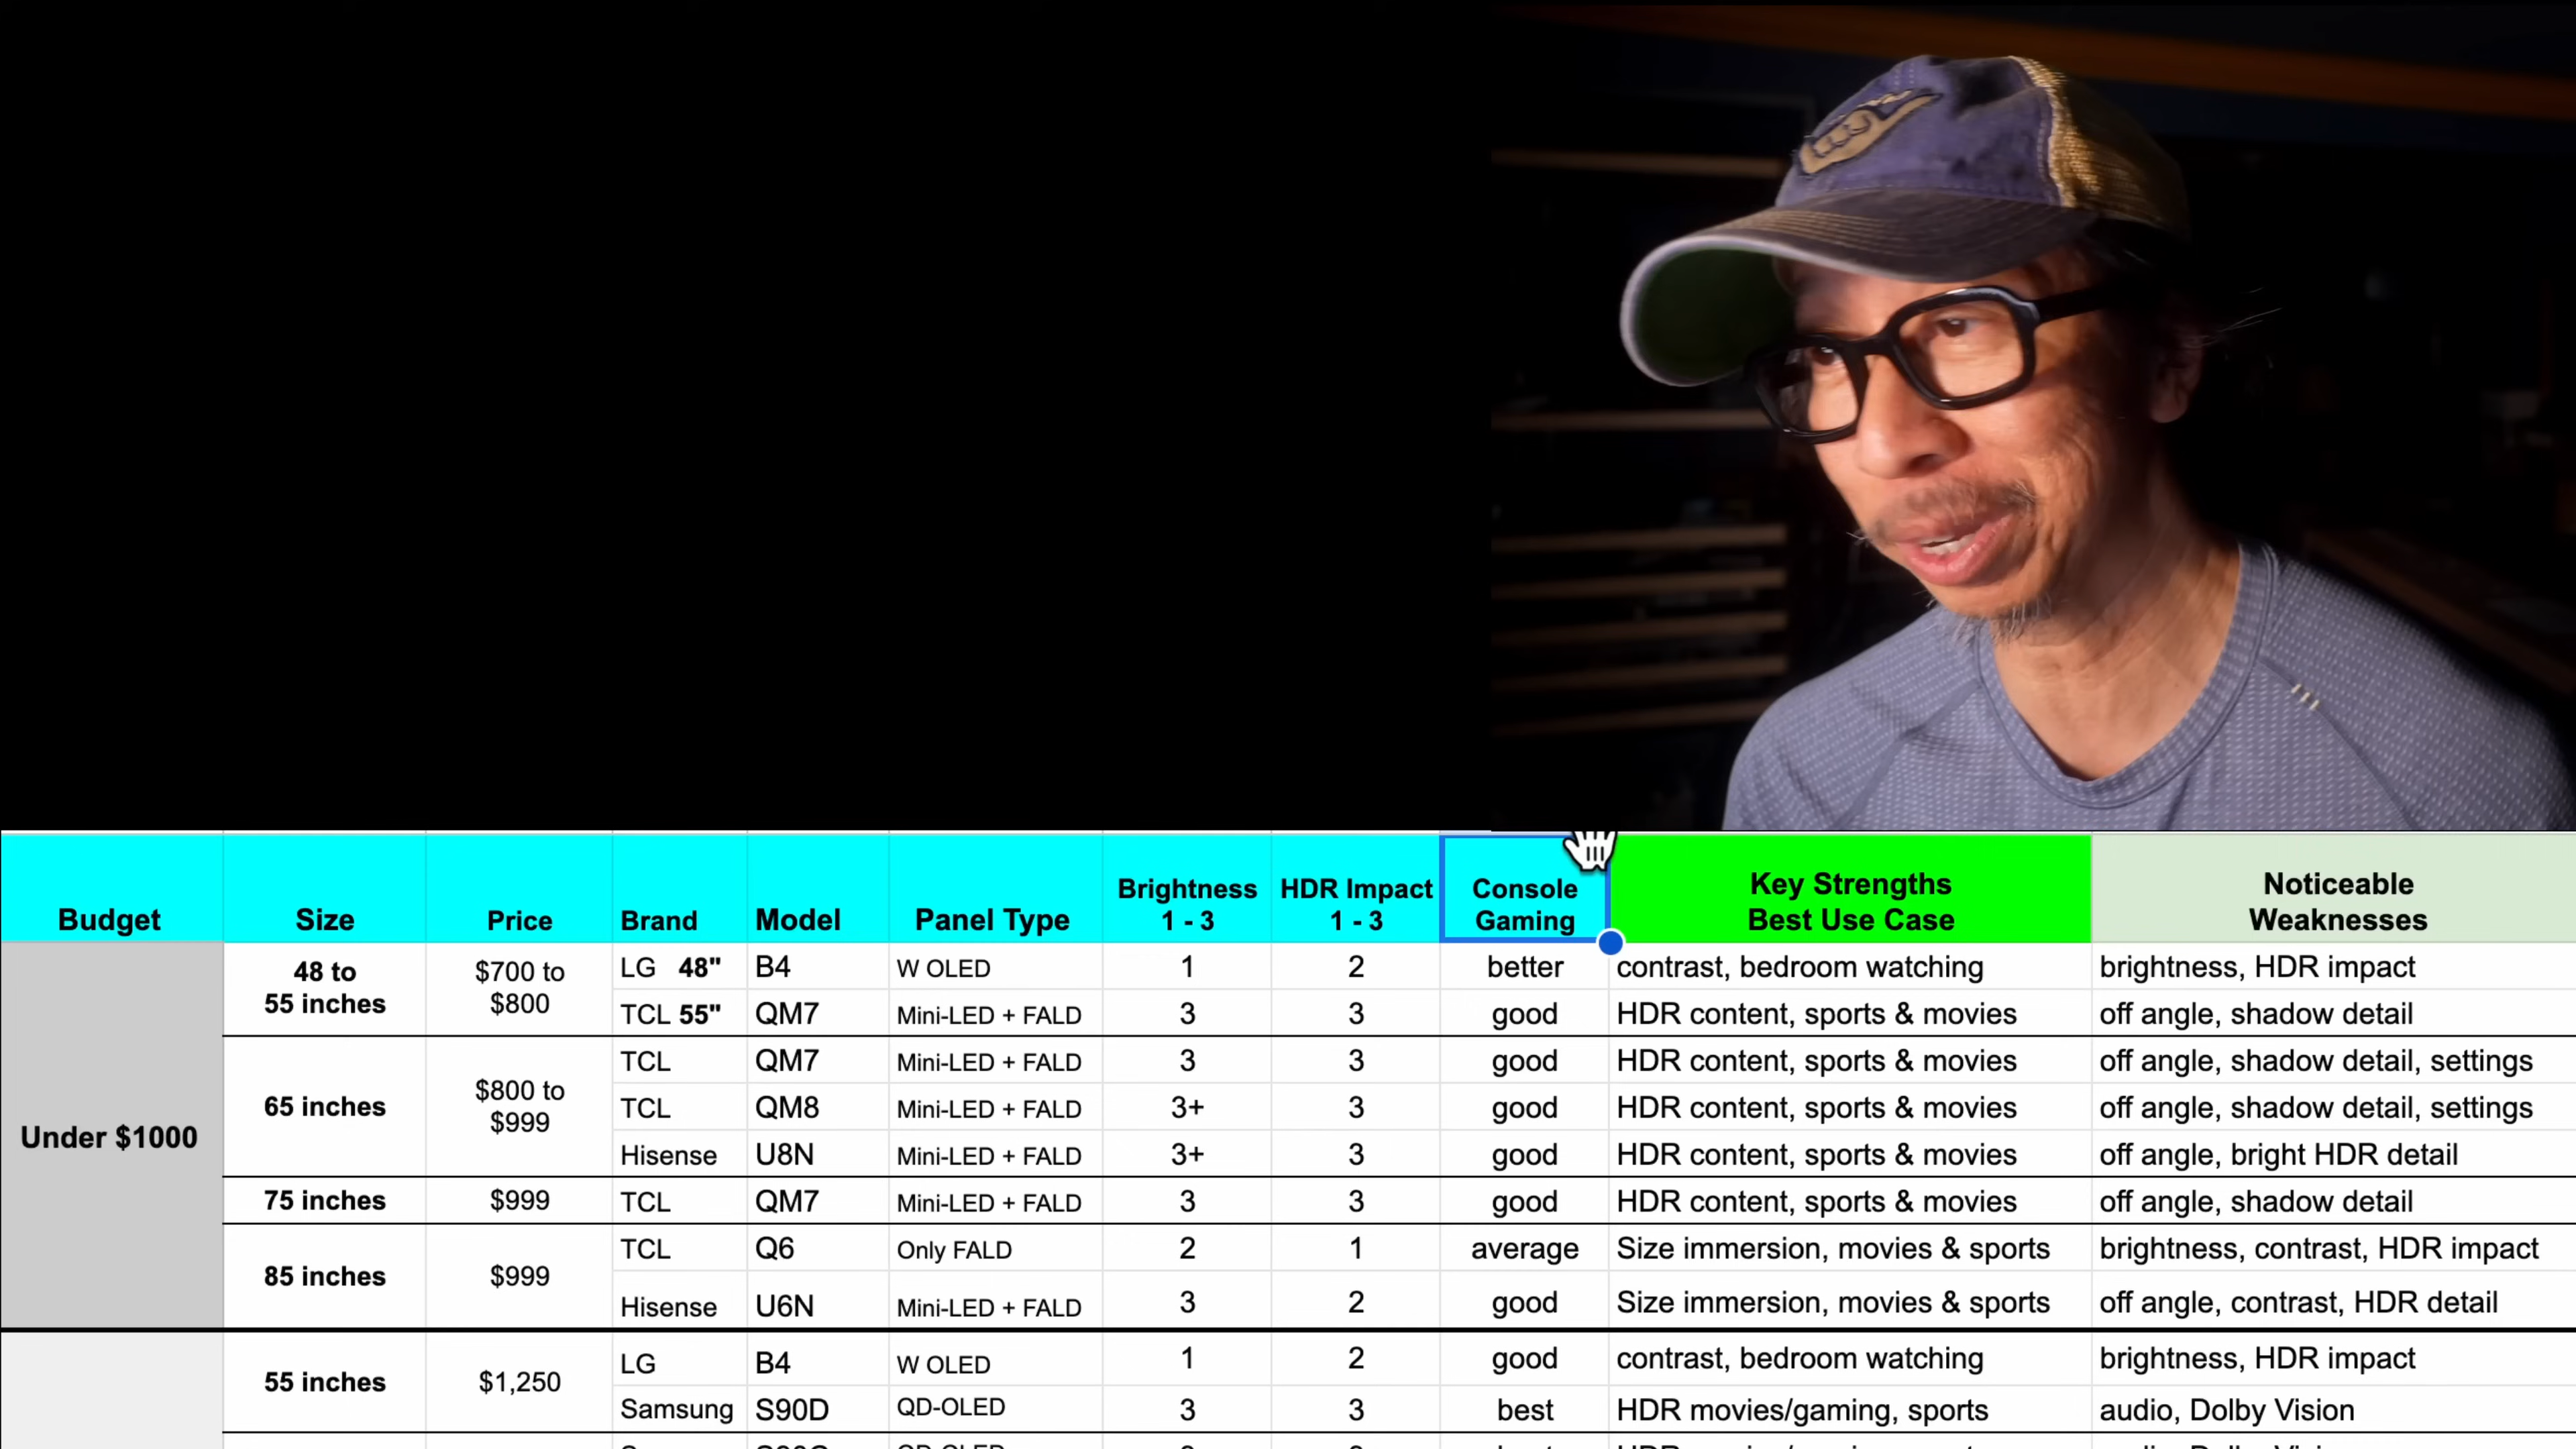 Budget Size Price Brand Model Panel Type Brightness 1 - 3 HDR Impact 1 - 3 Console Gaming Key Strengths Best Use Case Noticeable Weaknesses
Under $1000
48 to 55 inches $700 to $800 LG 48" B4 W OLED 1 2 better contrast, bedroom watching brightness, HDR impact
TCL 55" QM7 Mini-LED + FALD 3 3 good HDR content, sports & movies off angle, shadow detail
65 inches $800 to $999 TCL QM7 Mini-LED + FALD 3 3 good HDR content, sports & movies off angle, shadow detail, settings
TCL QM8 Mini-LED + FALD 3+ 3 good HDR content, sports & movies off angle, shadow detail, settings
Hisense U8N Mini-LED + FALD 3+ 3 good HDR content, sports & movies off angle, bright HDR detail
75 inches $999 TCL QM7 Mini-LED + FALD 3 3 good HDR content, sports & movies off angle, shadow detail
85 inches $999 TCL Q6 Only FALD 2 1 average Size immersion, movies & sports brightness, contrast, HDR impact
Hisense U6N Mini-LED + FALD 3 2 good Size immersion, movies & sports off angle, contrast, HDR detail
55 inches $1,250 LG B4 W OLED 1 2 good contrast, bedroom watching brightness, HDR impact
Samsung S90D QD-OLED 3 3 best HDR movies/gaming, sports audio, Dolby Vision